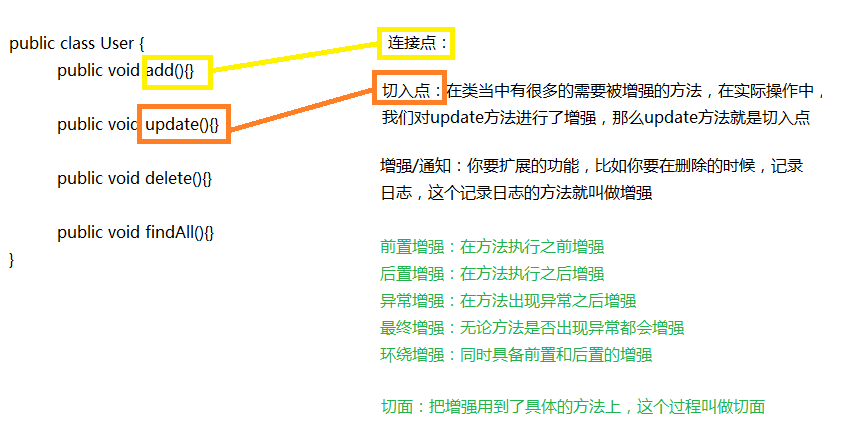 public class User {
public void add(){}
public void update(){}
public void delete(){}
public void findAll(){}
}
连接点：
切入点：在类当中有很多的需要被增强的方法，在实际操作中，
我们对update方法进行了增强，那么update方法就是切入点
增强/通知：你要扩展的功能，比如你要在删除的时候，记录
日志，这个记录日志的方法就叫做增强
前置增强：在方法执行之前增强
后置增强：在方法执行之后增强
异常增强：在方法出现异常之后增强
最终增强：无论方法是否出现异常都会增强
环绕增强：同时具备前置和后置的增强
切面：把增强用到了具体的方法上，这个过程叫做切面